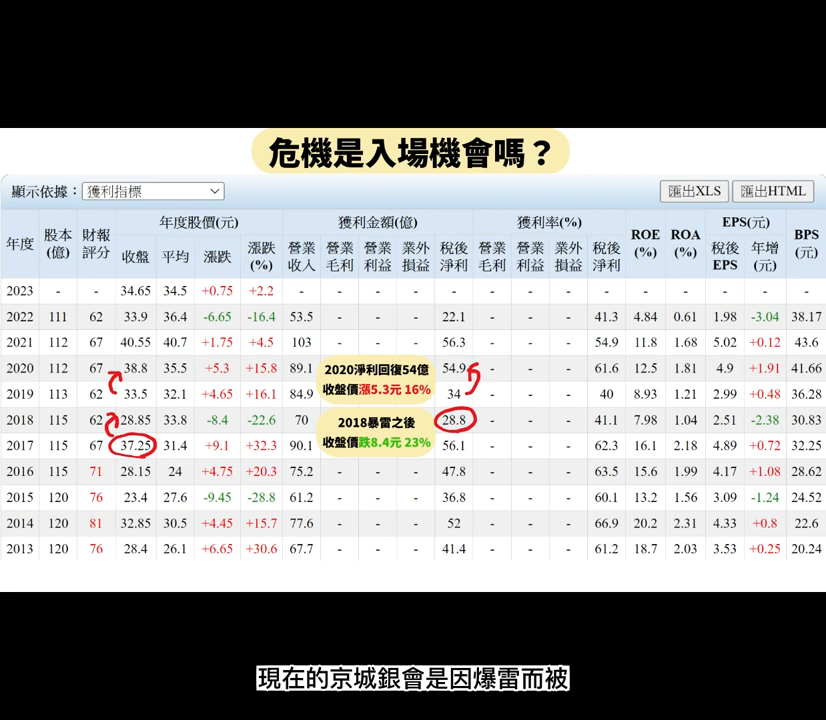 危機是入場機會嗎？
顯示依據： 獲利指標 匯出XLS 匯出HTML
年度 股本(億) 財報評分 年度股價(元) 獲利金額(億) 獲利率(%) ROE(%) ROA(%) EPS(元) BPS(元)
收盤 平均 漲跌 漲跌(%) 營業收入 營業毛利 營業利益 業外損益 稅後淨利 營業毛利 營業利益 業外損益 稅後淨利 稅後EPS 年增(元)
2023 - - 34.65 34.5 +0.75 +2.2 - - - - - - - - - - - - - -
2022 111 62 33.9 36.4 -6.65 -16.4 53.5 - - - 22.1 - - - 41.3 4.84 0.61 1.98 -3.04 38.17
2021 112 67 40.55 40.7 +1.75 +4.5 103 - - - 56.3 - - - 54.9 11.8 1.68 5.02 +0.12 43.6
2020 112 67 38.8 35.5 +5.3 +15.8 89.1 54.9 - - - 61.6 12.5 1.81 4.9 +1.91 41.66
2020淨利回復54億
收盤價漲5.3元 16%
2019 113 62 33.5 32.1 +4.65 +16.1 84.9 34 - - - 40 8.93 1.21 2.99 +0.48 36.28
2018 115 62 28.85 33.8 -8.4 -22.6 70 28.8 - - - 41.1 7.98 1.04 2.51 -2.38 30.83
2018暴雷之後
收盤價跌8.4元 23%
2017 115 67 37.25 31.4 +9.1 +32.3 90.1 56.1 - - - 62.3 16.1 2.18 4.89 +0.72 32.25
2016 115 71 28.15 24 +4.75 +20.3 75.2 - - - 47.8 - - - 63.5 15.6 1.99 4.17 +1.08 28.62
2015 120 76 23.4 27.6 -9.45 -28.8 61.2 - - - 36.8 - - - 60.1 13.2 1.56 3.09 -1.24 24.52
2014 120 81 32.85 30.5 +4.45 +15.7 77.6 - - - 52 - - - 66.9 20.2 2.31 4.33 +0.8 22.6
2013 120 76 28.4 26.1 +6.65 +30.6 67.7 - - - 41.4 - - - 61.2 18.7 2.03 3.53 +0.25 20.24
現在的京城銀會是因爆雷而被